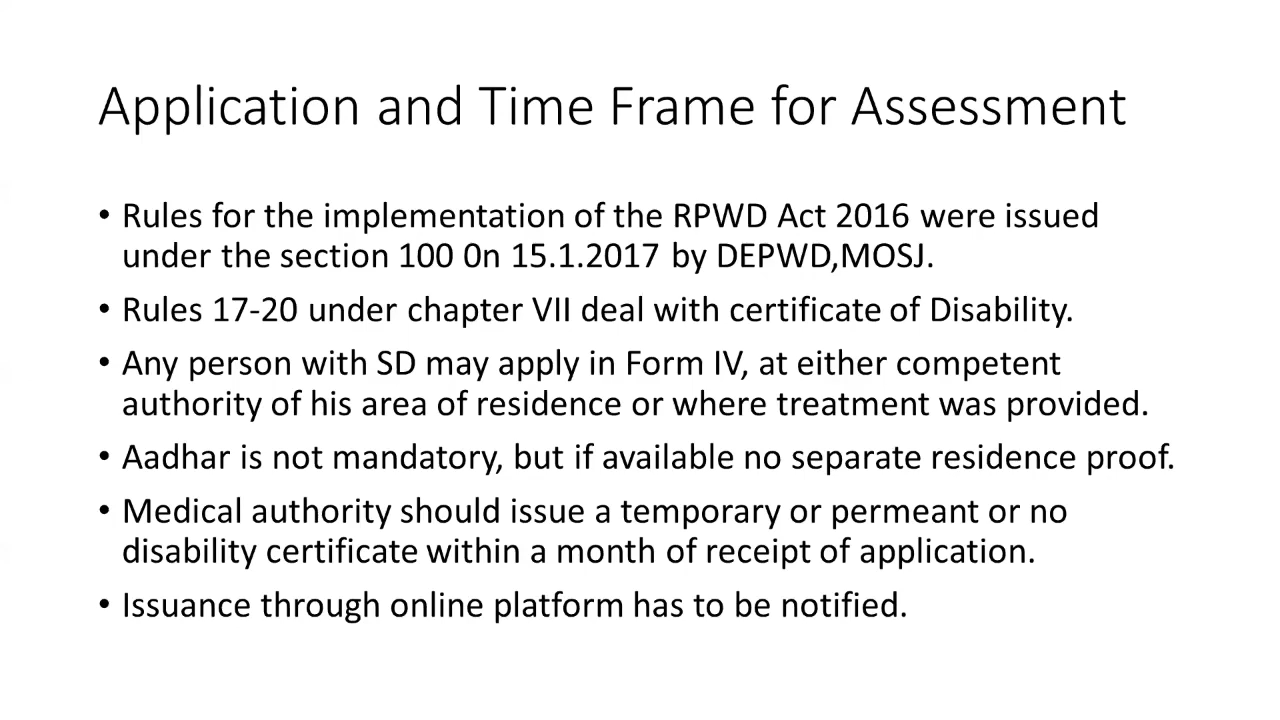 Application and Time Frame for Assessment
• Rules for the implementation of the RPWD Act 2016 were issued
under the section 100 0n 15.1.2017 by DEPWD,MOSJ.
• Rules 17-20 under chapter VII deal with certificate of Disability.
• Any person with SD may apply in Form IV, at either competent
authority of his area of residence or where treatment was provided.
• Aadhar is not mandatory, but if available no separate residence proof.
• Medical authority should issue a temporary or permeant or no
disability certificate within a month of receipt of application.
• Issuance through online platform has to be notified.